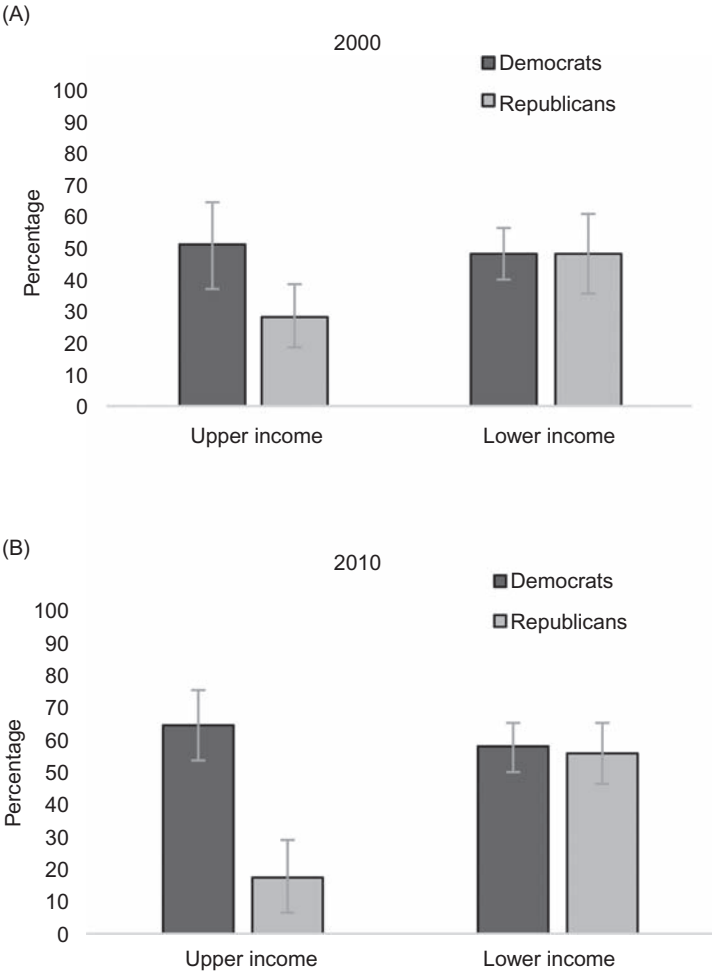 (A)
2000
Democrats
Republicans
Percentage
100
90
80
70
60
50
40
30
20
10
0
Upper income
Lower income
(B)
2010
Democrats
Republicans
Percentage
100
90
80
70
60
50
40
30
20
10
0
Upper income
Lower income